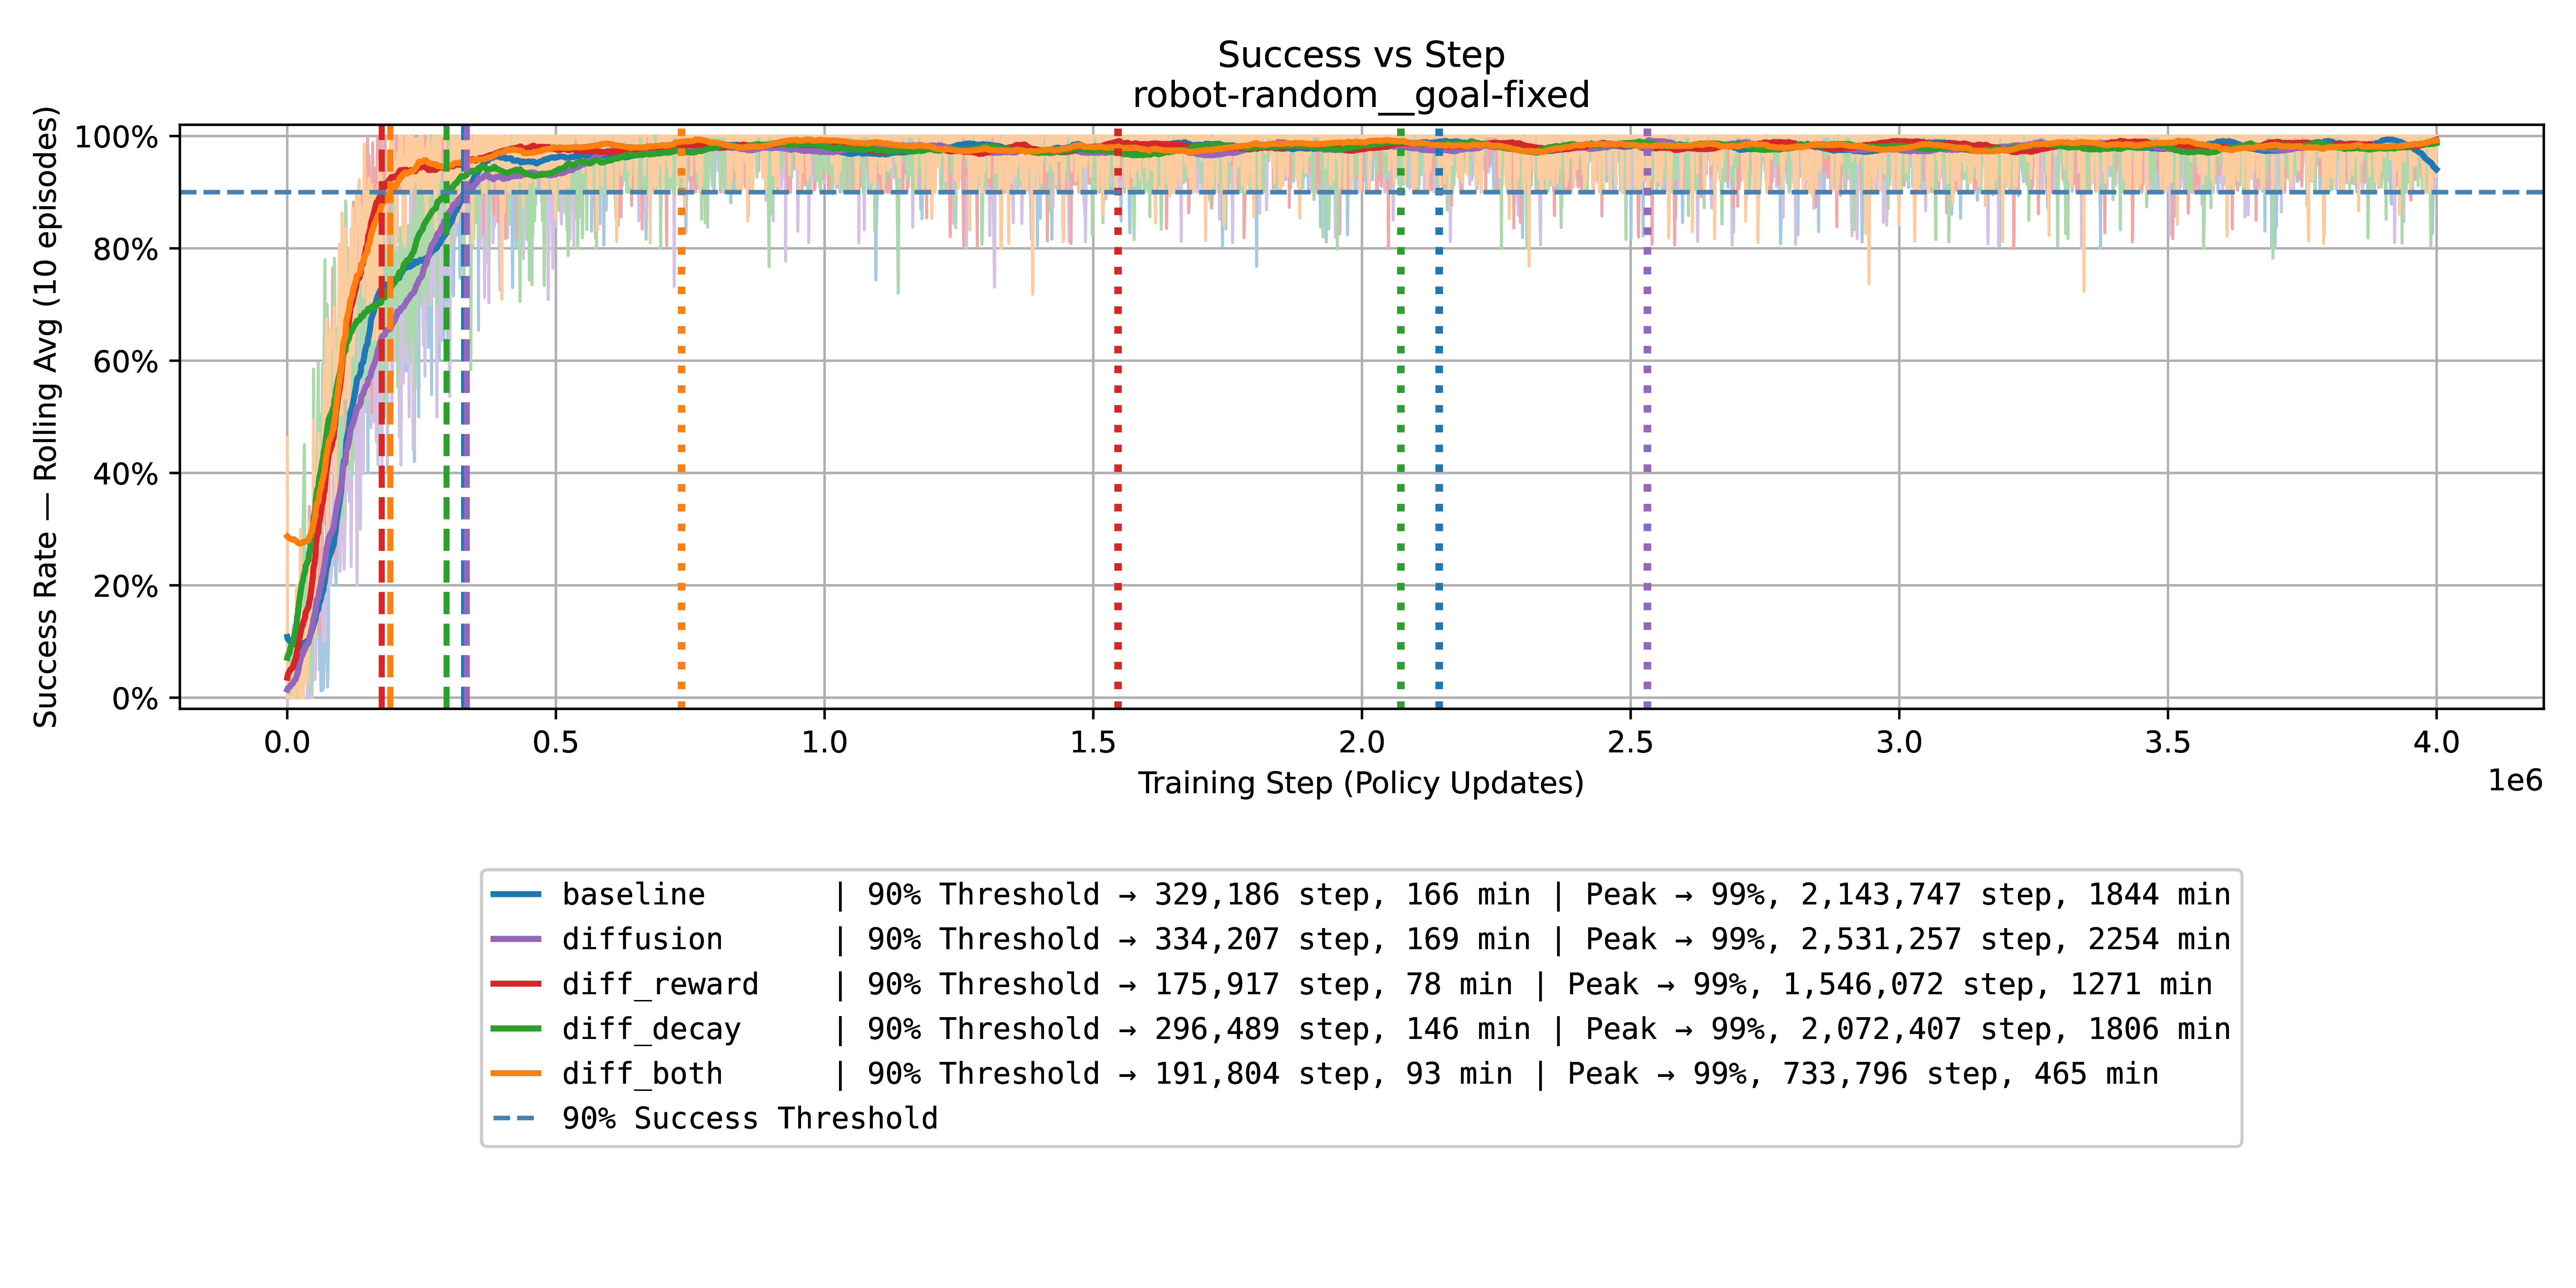 Success vs Step
robot-random__goal-fixed
Success Rate — Rolling Avg (10 episodes)
100%
80%
60%
40%
20%
0%
0.0 0.5 1.0 1.5 2.0 2.5 3.0 3.5 4.0
1e6
Training Step (Policy Updates)
baseline | 90% Threshold → 329,186 step, 166 min | Peak → 99%, 2,143,747 step, 1844 min
diffusion | 90% Threshold → 334,207 step, 169 min | Peak → 99%, 2,531,257 step, 2254 min
diff_reward | 90% Threshold → 175,917 step, 78 min | Peak → 99%, 1,546,072 step, 1271 min
diff_decay | 90% Threshold → 296,489 step, 146 min | Peak → 99%, 2,072,407 step, 1806 min
diff_both | 90% Threshold → 191,804 step, 93 min | Peak → 99%, 733,796 step, 465 min
90% Success Threshold